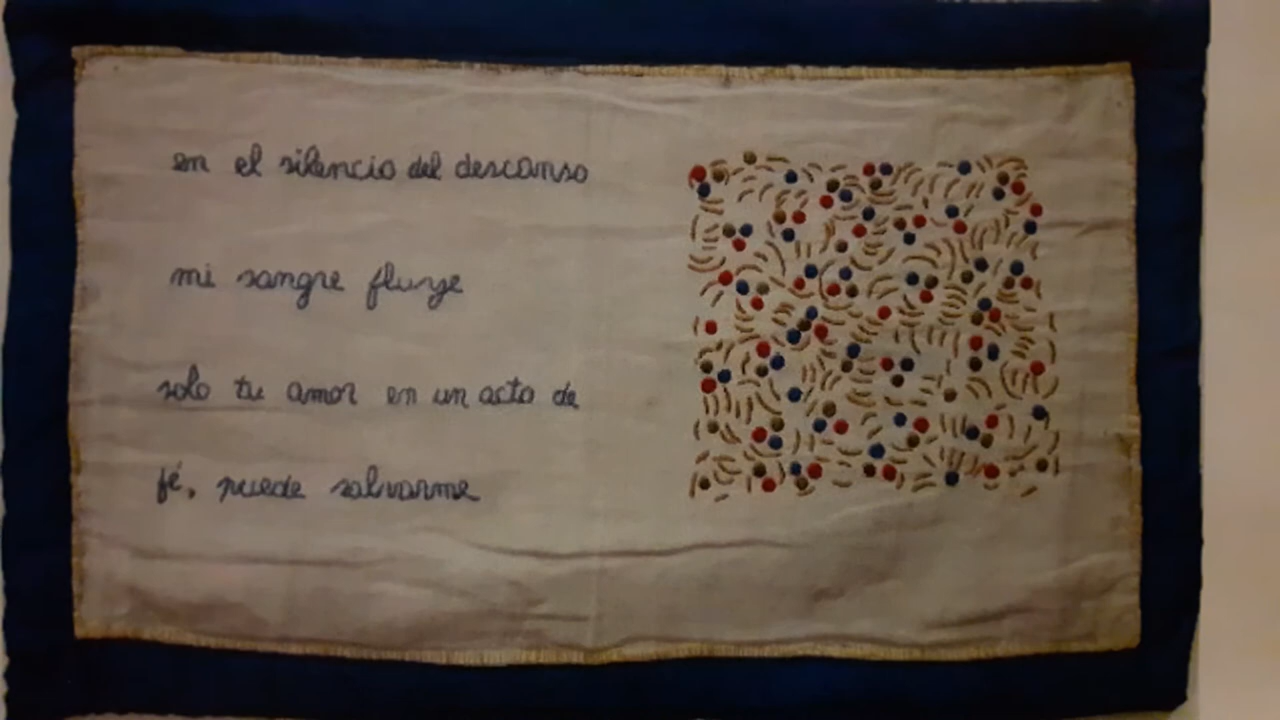 en el silencio del descanso
mi sangre fluye
solo tu amor en un acto de
fé, puede salvarme